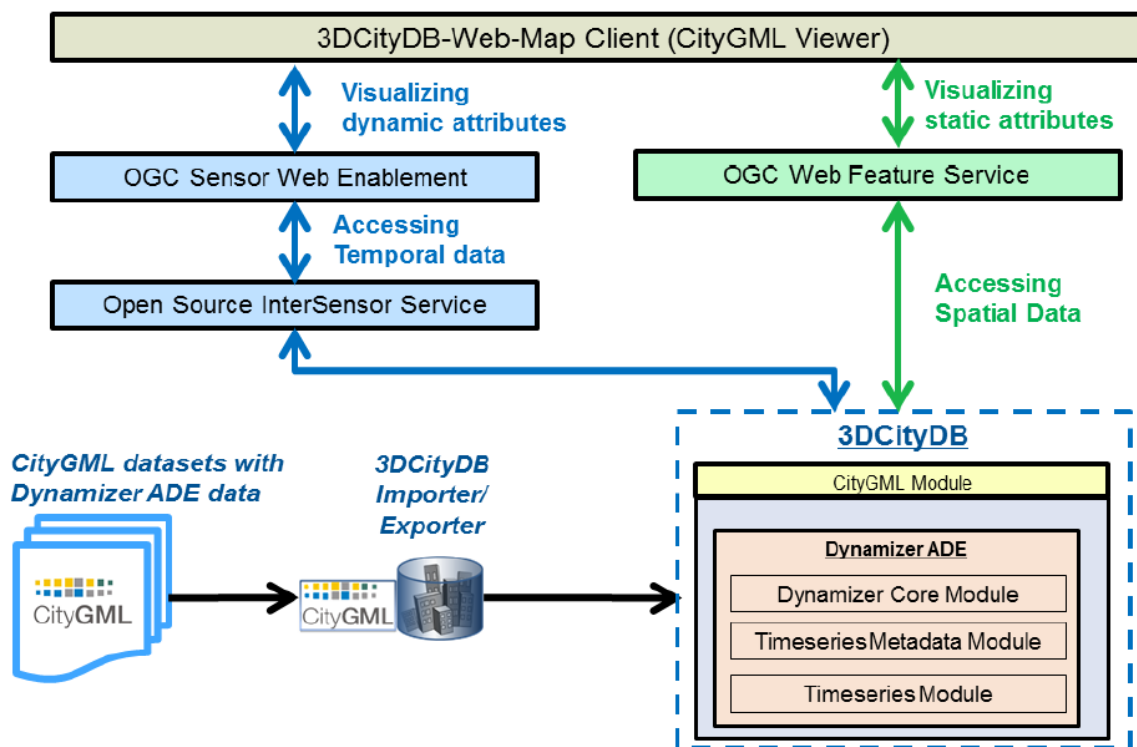 3DCityDB-Web-Map Client (CityGML Viewer)
Visualizing
dynamic attributes
Visualizing
static attributes
OGC Sensor Web Enablement
OGC Web Feature Service
Accessing
Temporal data
Open Source InterSensor Service
Accessing
Spatial Data
CityGML datasets with
Dynamizer ADE data
3DCityDB
Importer/
Exporter
3DCityDB
CityGML Module
Dynamizer ADE
Dynamizer Core Module
Timeseries Metadata Module
Timeseries Module
CityGML
CityGML